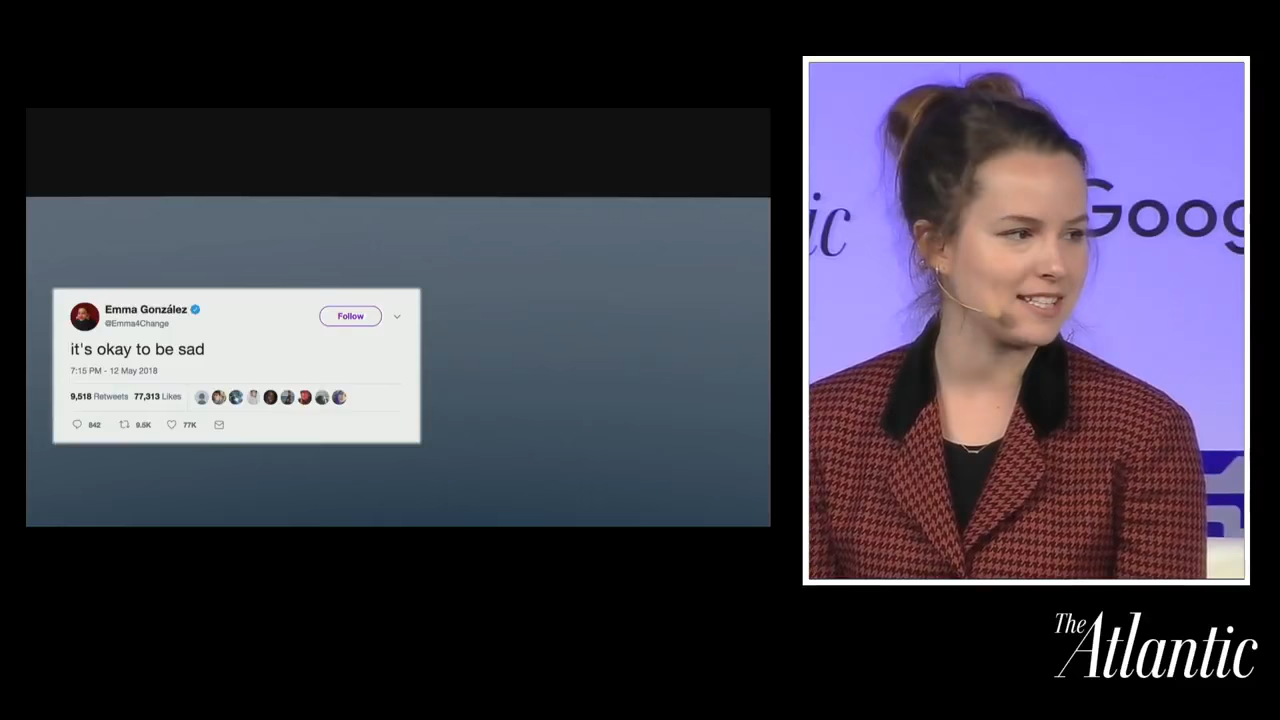 Emma González
@Emma4Change
Follow
it's okay to be sad
7:15 PM - 12 May 2018
9,518 Retweets 77,313 Likes
842 9.5K 77K
ic
Goog
The Atlantic